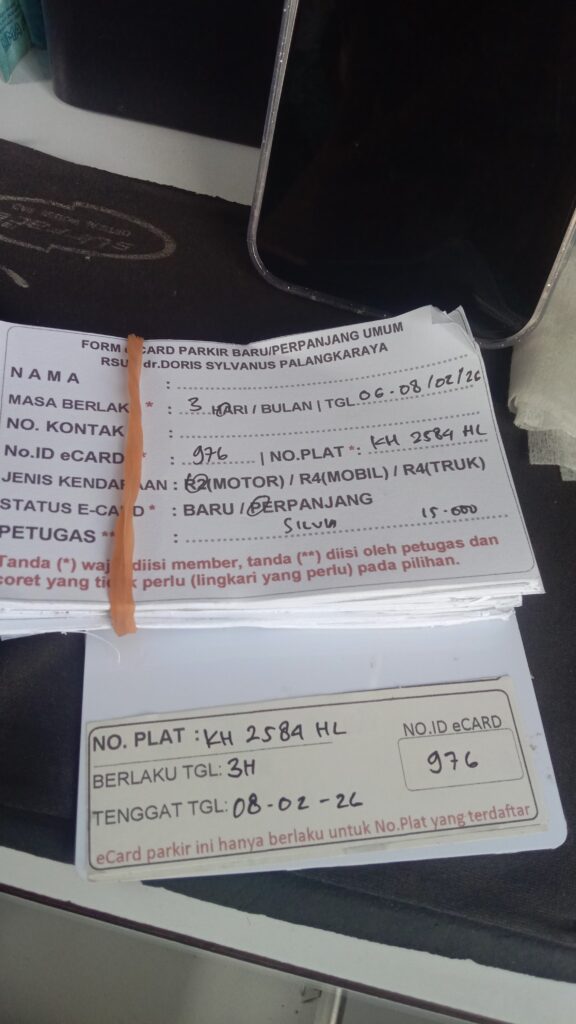 FORM eCARD PARKIR BARU/PERPANJANG UMUM
RSU dr.DORIS SYLVANUS PALANGKARAYA
NAMA :
MASA BERLAK * : 3 HARI / BULAN | TGL 06-08/02/26
NO. KONTAK :
No.ID eCARD * : 976 | NO.PLAT *: KH 2584 HL
JENIS KENDARAAN : R2(MOTOR) / R4(MOBIL) / R4(TRUK)
STATUS E-CARD * : BARU / PERPANJANG
PETUGAS ** : SILVA 15.000
Tanda (*) wajib diisi member, tanda (**) diisi oleh petugas dan
coret yang tidak perlu (lingkari yang perlu) pada pilihan.
NO. PLAT : KH 2584 HL
NO.ID eCARD
976
BERLAKU TGL: 3H
TENGGAT TGL: 08-02-26
eCard parkir ini hanya berlaku untuk No.Plat yang terdaftar